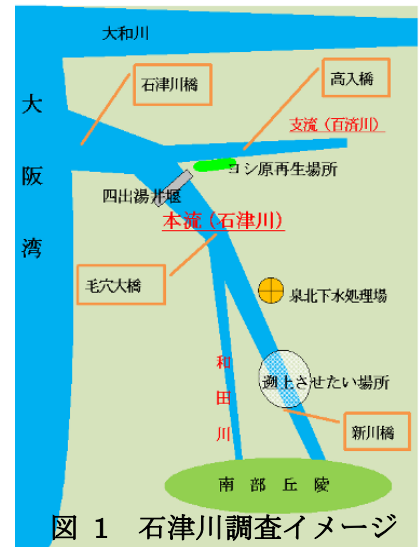 大和川
石津川橋
高入橋
大阪湾
支流（百済川）
ヨシ原再生場所
四出湯井堰
本流（石津川）
毛穴大橋
泉北下水処理場
和田川
遡上させたい場所
新川橋
南部丘陵
図 1 石津川調査イメージ